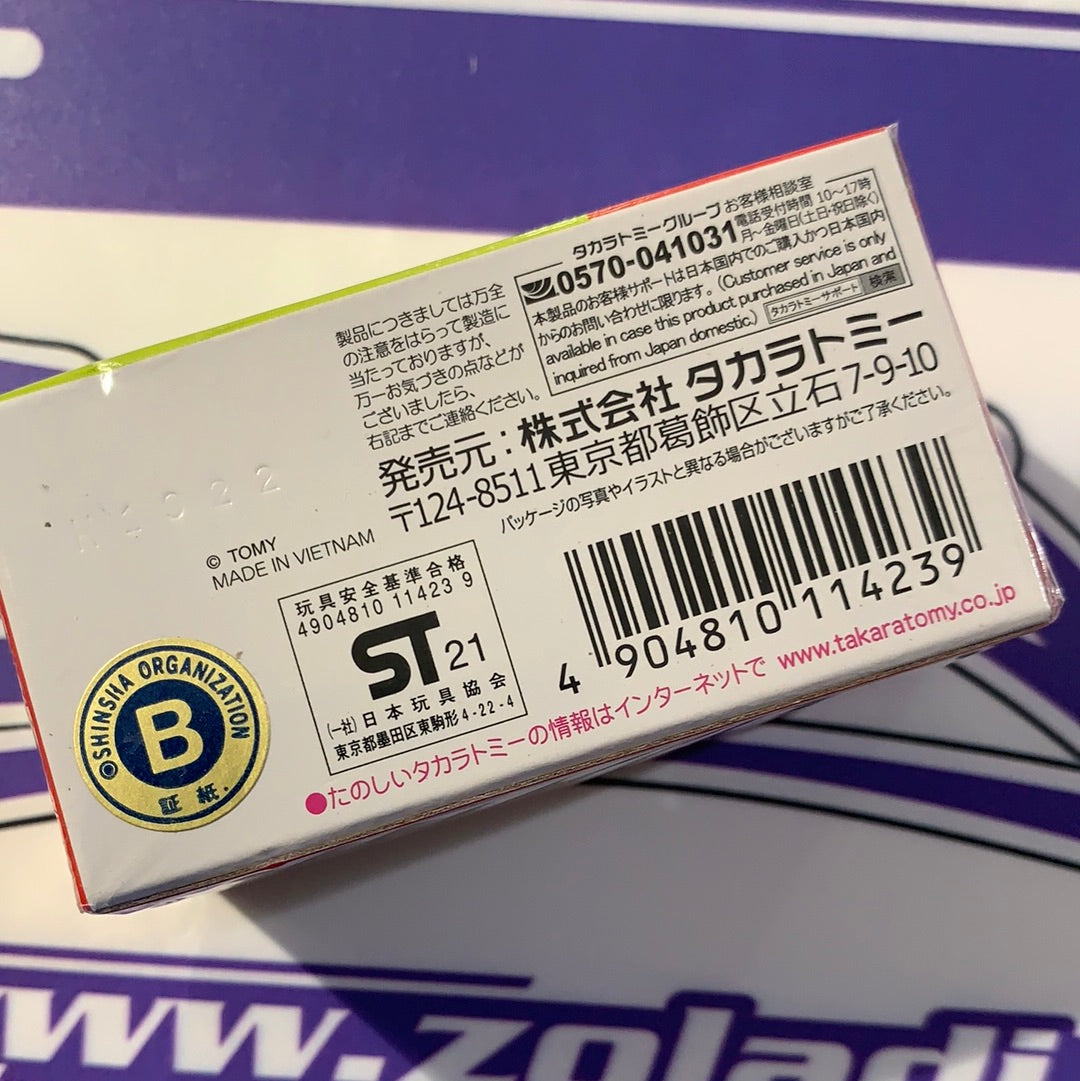 タカラトミーグループ お客様相談室
0570-041031
電話受付時間 10～17時
月～金曜日(土日・祝日除く)
本製品のお客様サポートは日本国内でのご購入かつ日本国内
からのお問い合わせに限ります。(Customer service is only
available in case this product purchased in Japan and
inquired from Japan domestic.)
タカラトミーサポート 検索
製品につきましては万全
の注意をはらって製造に
当たっておりますが、
万一お気づきの点などが
ございましたら、
右記までご連絡ください。
発売元：株式会社 タカラトミー
〒124-8511 東京都葛飾区立石7-9-10
パッケージの写真やイラストと異なる場合がございますがご了承ください。
© TOMY
MADE IN VIETNAM
玩具安全基準合格
4904810 11423 9
ST 21
(一社)日本玩具協会
東京都墨田区東駒形4-22-4
4 904810 114239
●たのしいタカラトミーの情報はインターネットで www.takaratomy.co.jp
SHINSHA ORGANIZATION
B
証紙.
www.zoladi